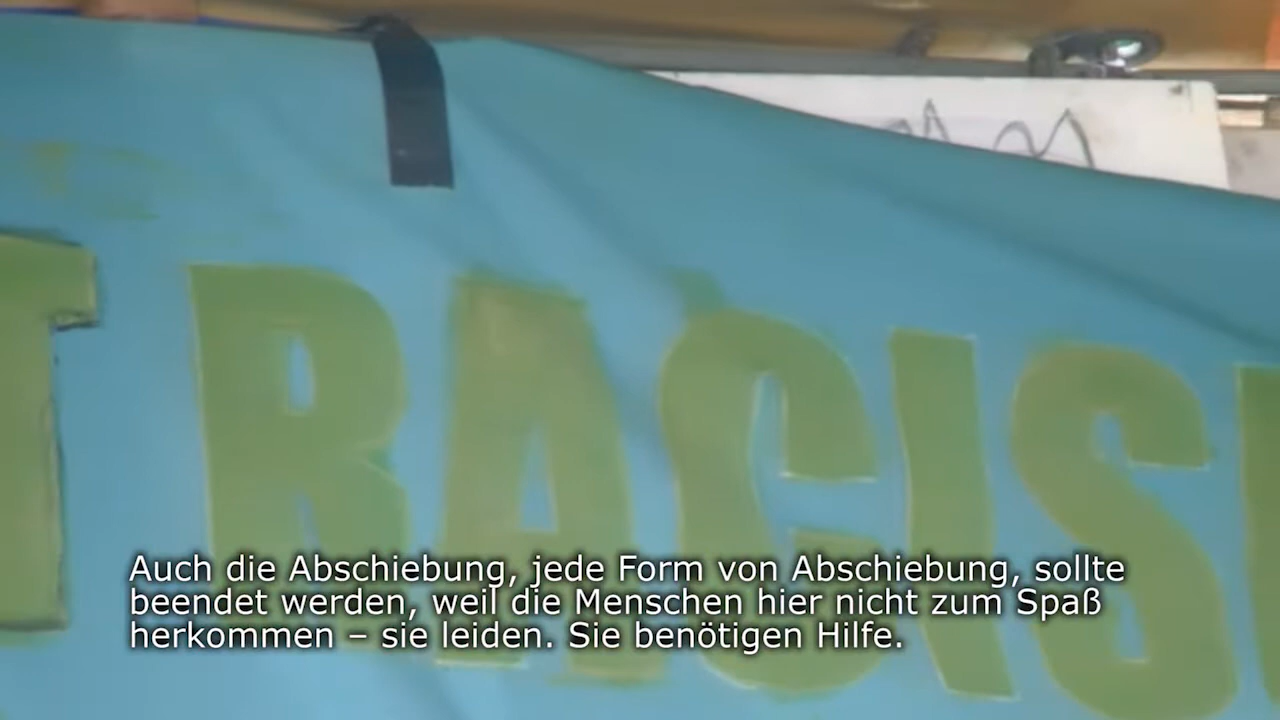 T RACIS
Auch die Abschiebung, jede Form von Abschiebung, sollte
beendet werden, weil die Menschen hier nicht zum Spaß
herkommen – sie leiden. Sie benötigen Hilfe.